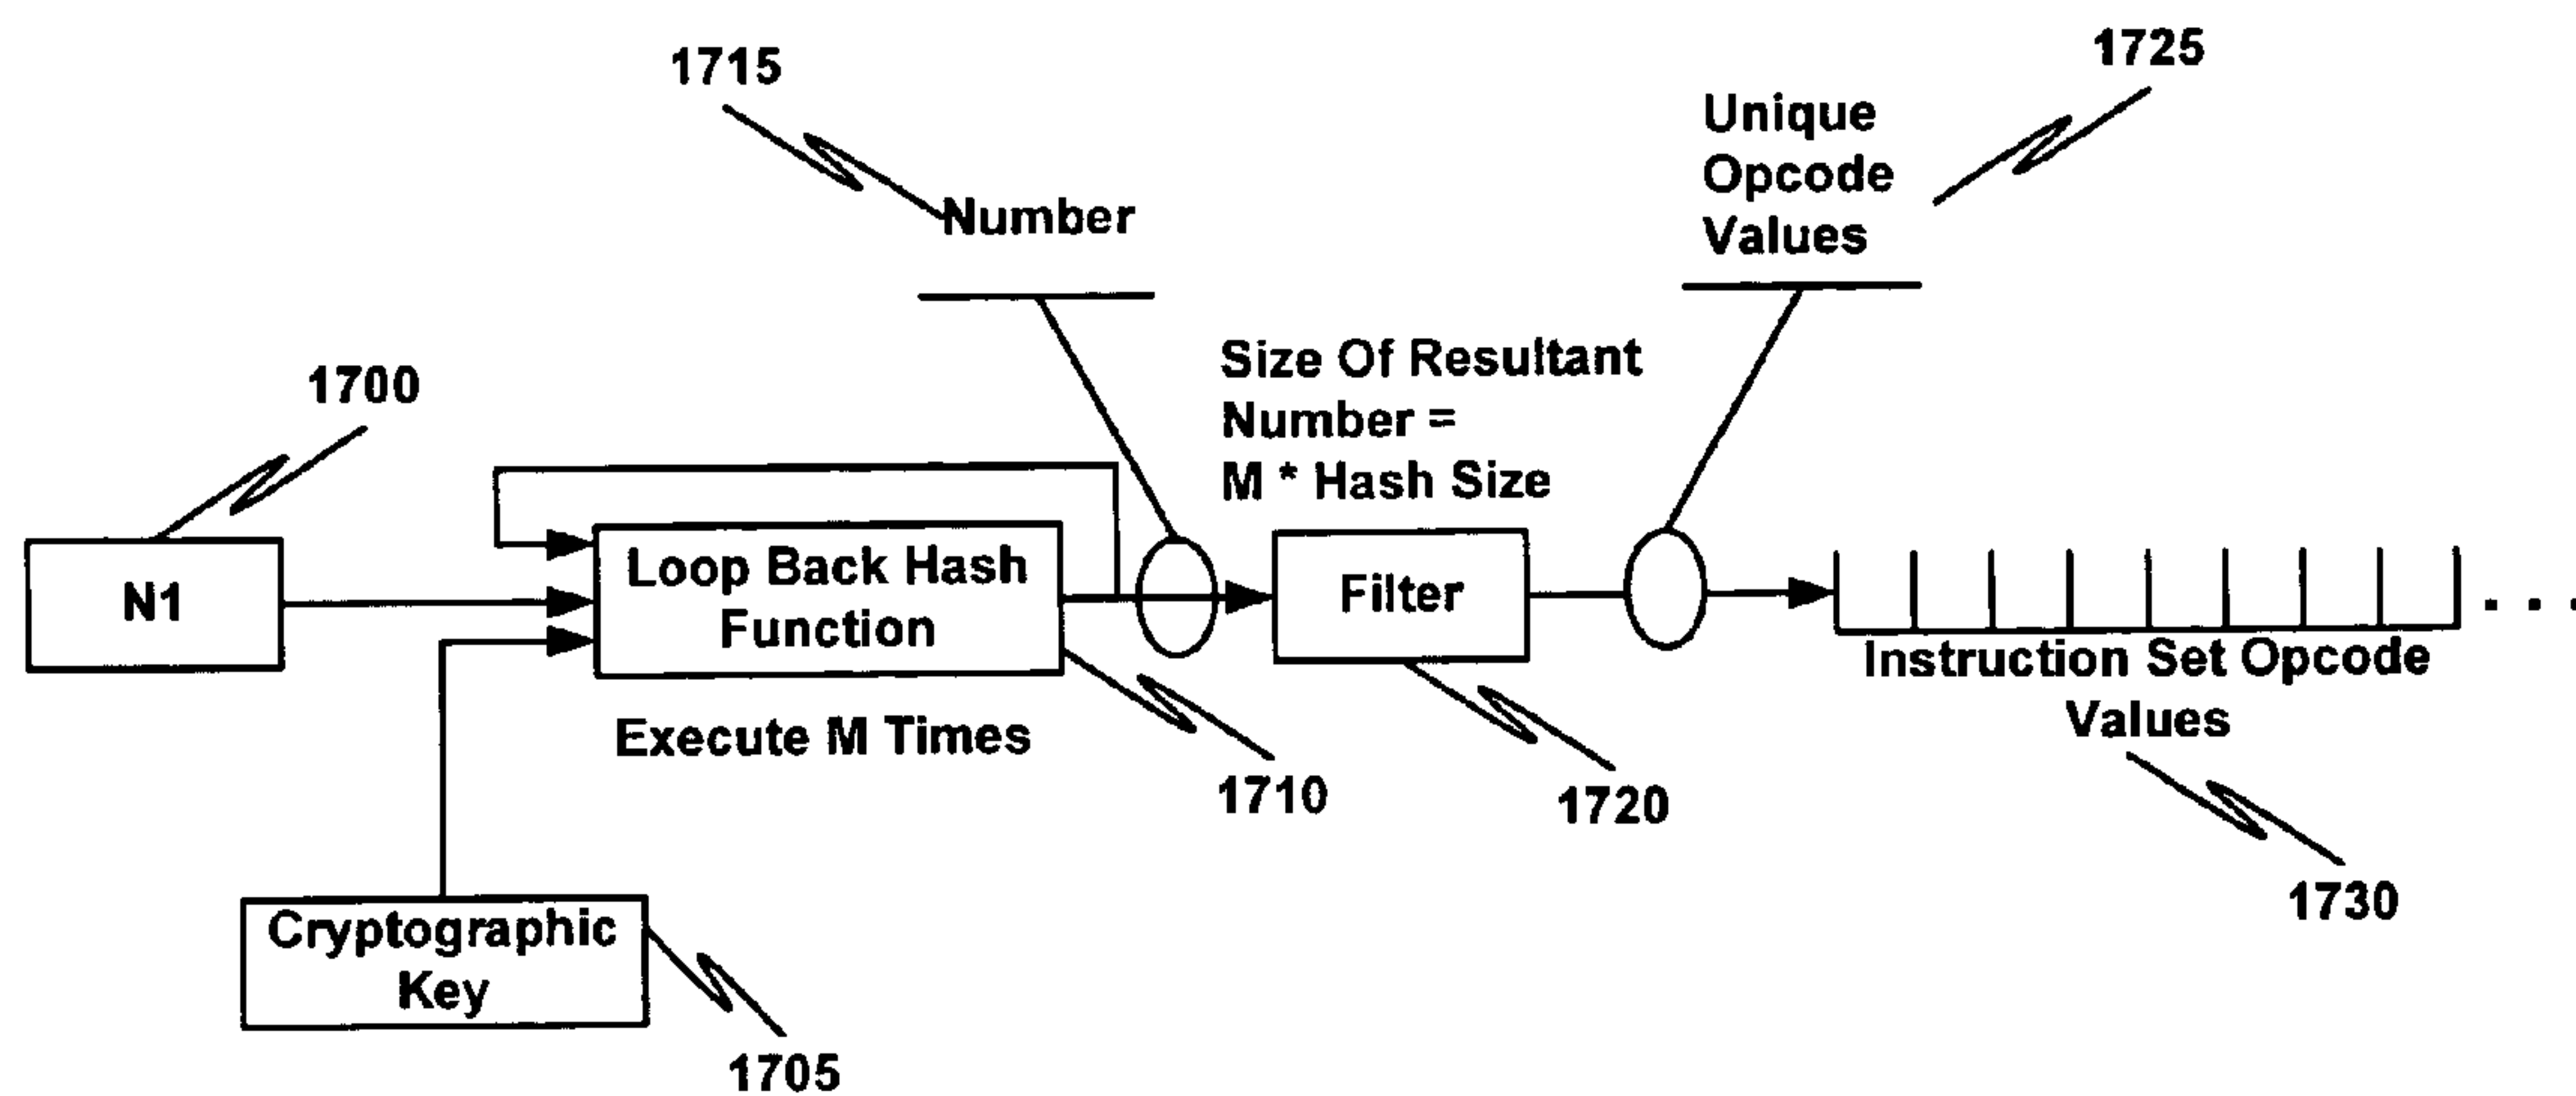 1725
1715
Unique
Opcode
Values
Number
Size Of Resultant
Number =
M * Hash Size
1700
N1
Loop Back Hash
Function
Filter
. . .
Instruction Set Opcode
Values
Execute M Times
1710
1720
1730
Cryptographic
Key
1705